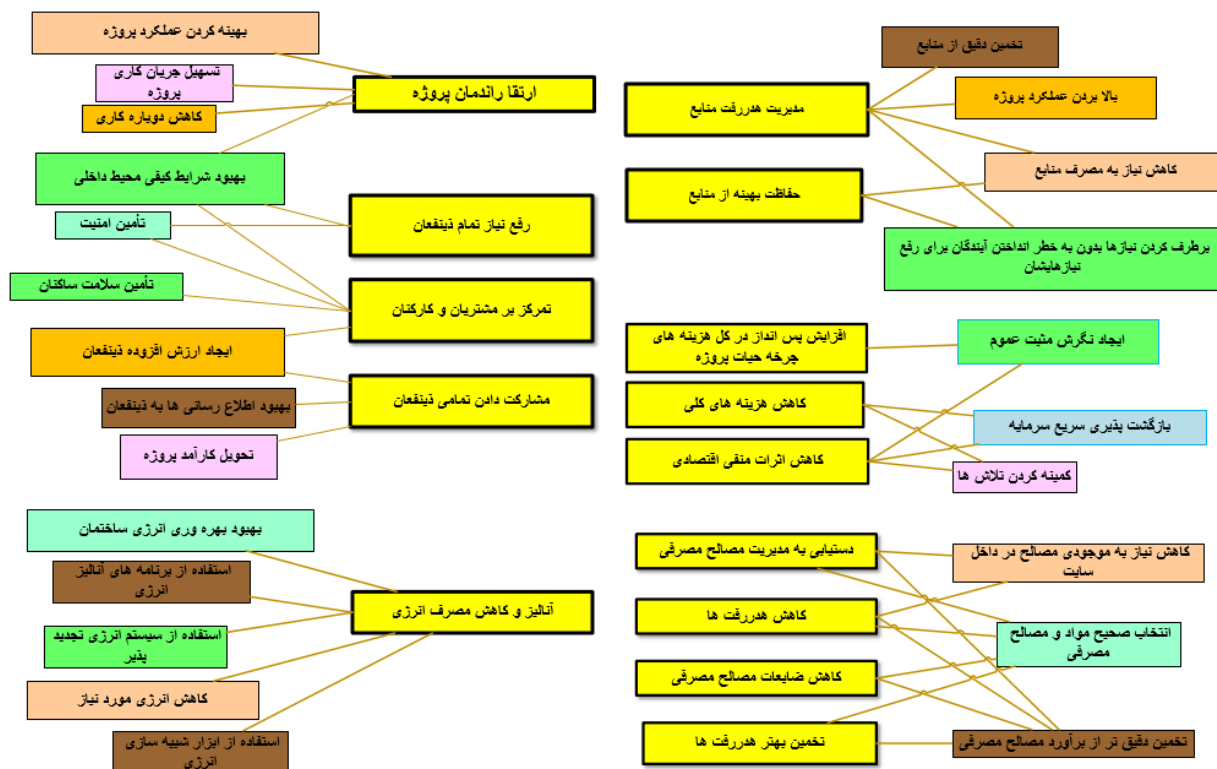 بهینه کردن عملکرد پروژه
تسهیل جریان کاری
پروژه
کاهش دوباره کاری
ارتقا راندمان پروژه
بهبود شرایط کیفی محیط داخلی
تأمین امنیت
رفع نیاز تمام ذینفعان
تأمین سلامت ساکنان
تمرکز بر مشتریان و کارکنان
ایجاد ارزش افزوده ذینفعان
بهبود اطلاع رسانی ها به ذینفعان
مشارکت دادن تمامی ذینفعان
تحویل کارآمد پروژه
بهبود بهره وری انرژی ساختمان
استفاده از برنامه های آنالیز
انرژی
آنالیز و کاهش مصرف انرژی
استفاده از سیستم انرژی تجدید
پذیر
کاهش انرژی مورد نیاز
استفاده از ابزار شبیه سازی
انرژی
تخمین دقیق از منابع
بالا بردن عملکرد پروژه
مدیریت هدررفت منابع
کاهش نیاز به مصرف منابع
حفاظت بهینه از منابع
برطرف کردن نیازها بدون به خطر انداختن آیندگان برای رفع
نیازهایشان
افزایش پس انداز در کل هزینه های
چرخه حیات پروژه
ایجاد نگرش مثبت عموم
کاهش هزینه های کلی
بازگشت پذیری سریع سرمایه
کاهش اثرات منفی اقتصادی
کمینه کردن تلاش ها
دستیابی به مدیریت مصالح مصرفی
کاهش نیاز به موجودی مصالح در داخل
سایت
کاهش هدررفت ها
انتخاب صحیح مواد و مصالح
مصرفی
کاهش ضایعات مصالح مصرفی
تخمین بهتر هدررفت ها
تخمین دقیق تر از برآورد مصالح مصرفی